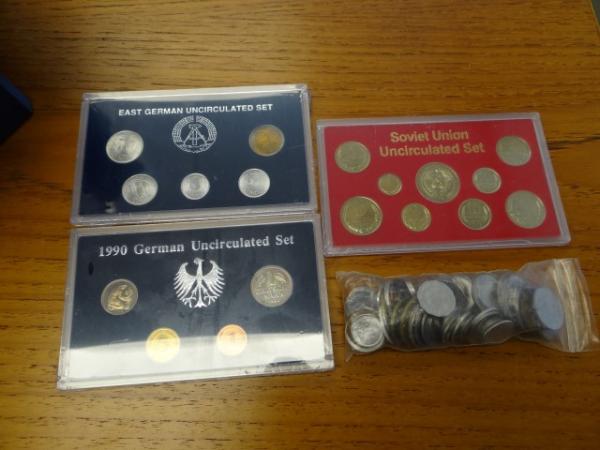 EAST GERMAN UNCIRCULATED SET
Soviet Union
Uncirculated Set
1990 German Uncirculated Set